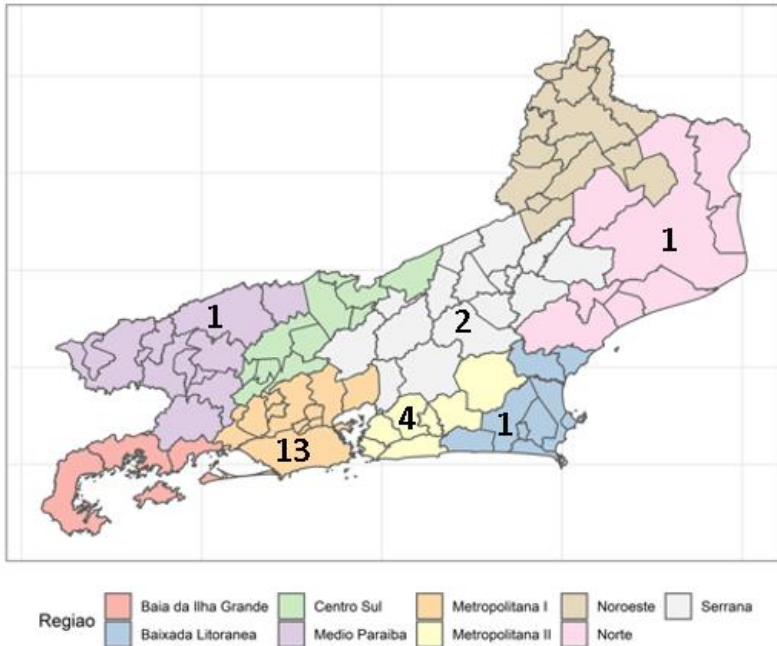 1
1
2
4
1
13
Regiao
Baia da Ilha Grande
Centro Sul
Metropolitana I
Noroeste
Serrana
Baixada Litoranea
Medio Paraiba
Metropolitana II
Norte